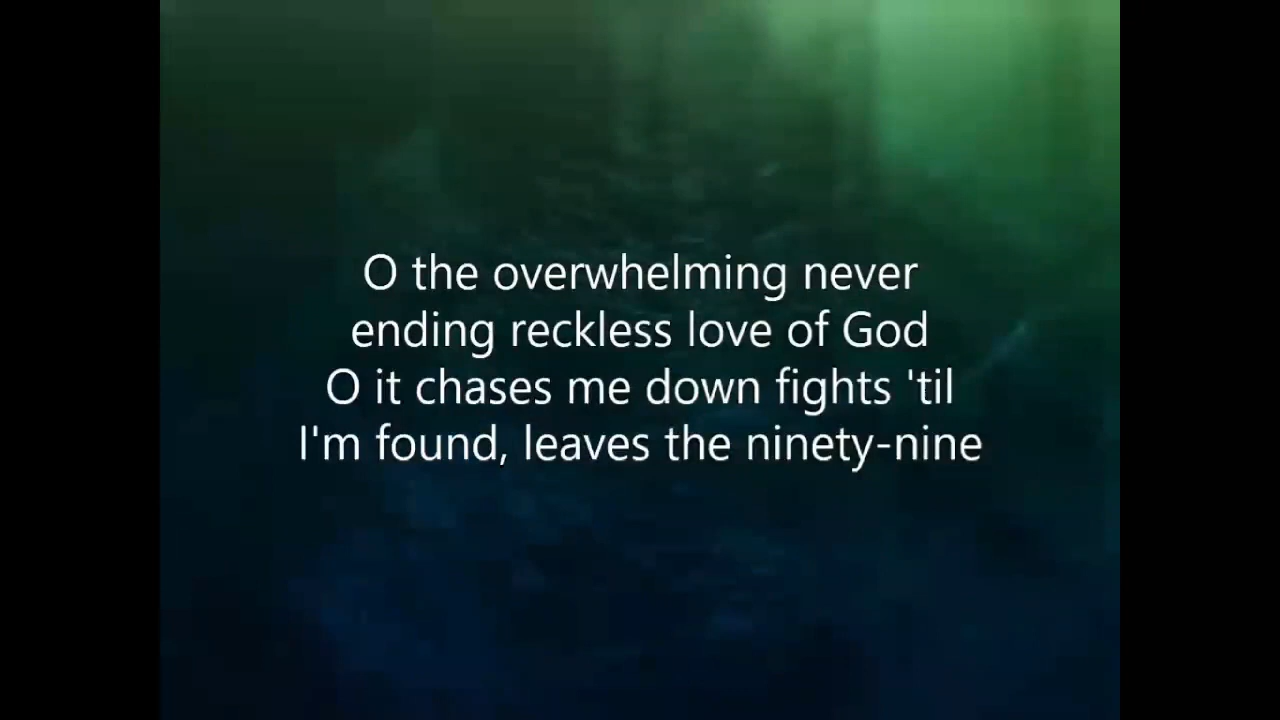 O the overwhelming never
ending reckless love of God
O it chases me down fights 'til
I'm found, leaves the ninety-nine